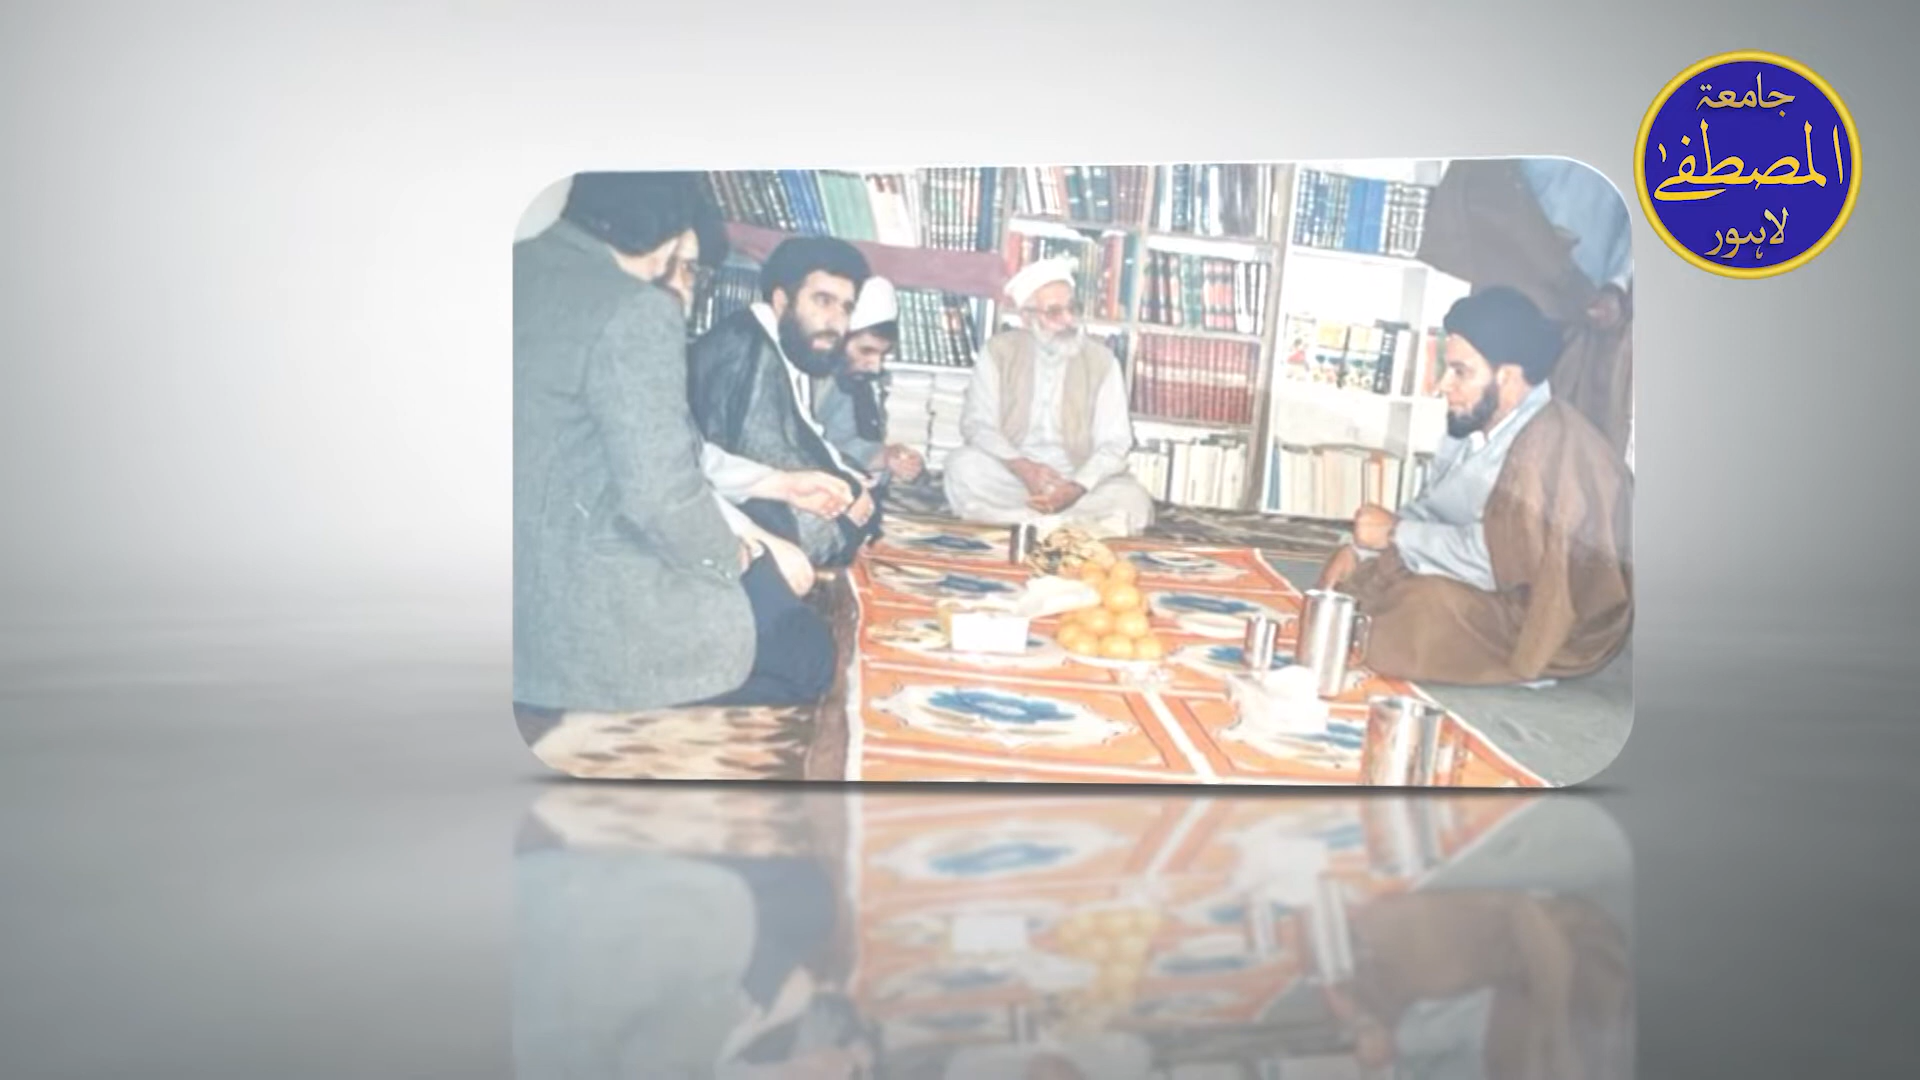 جامعة
المصطفیٰ
لاہور